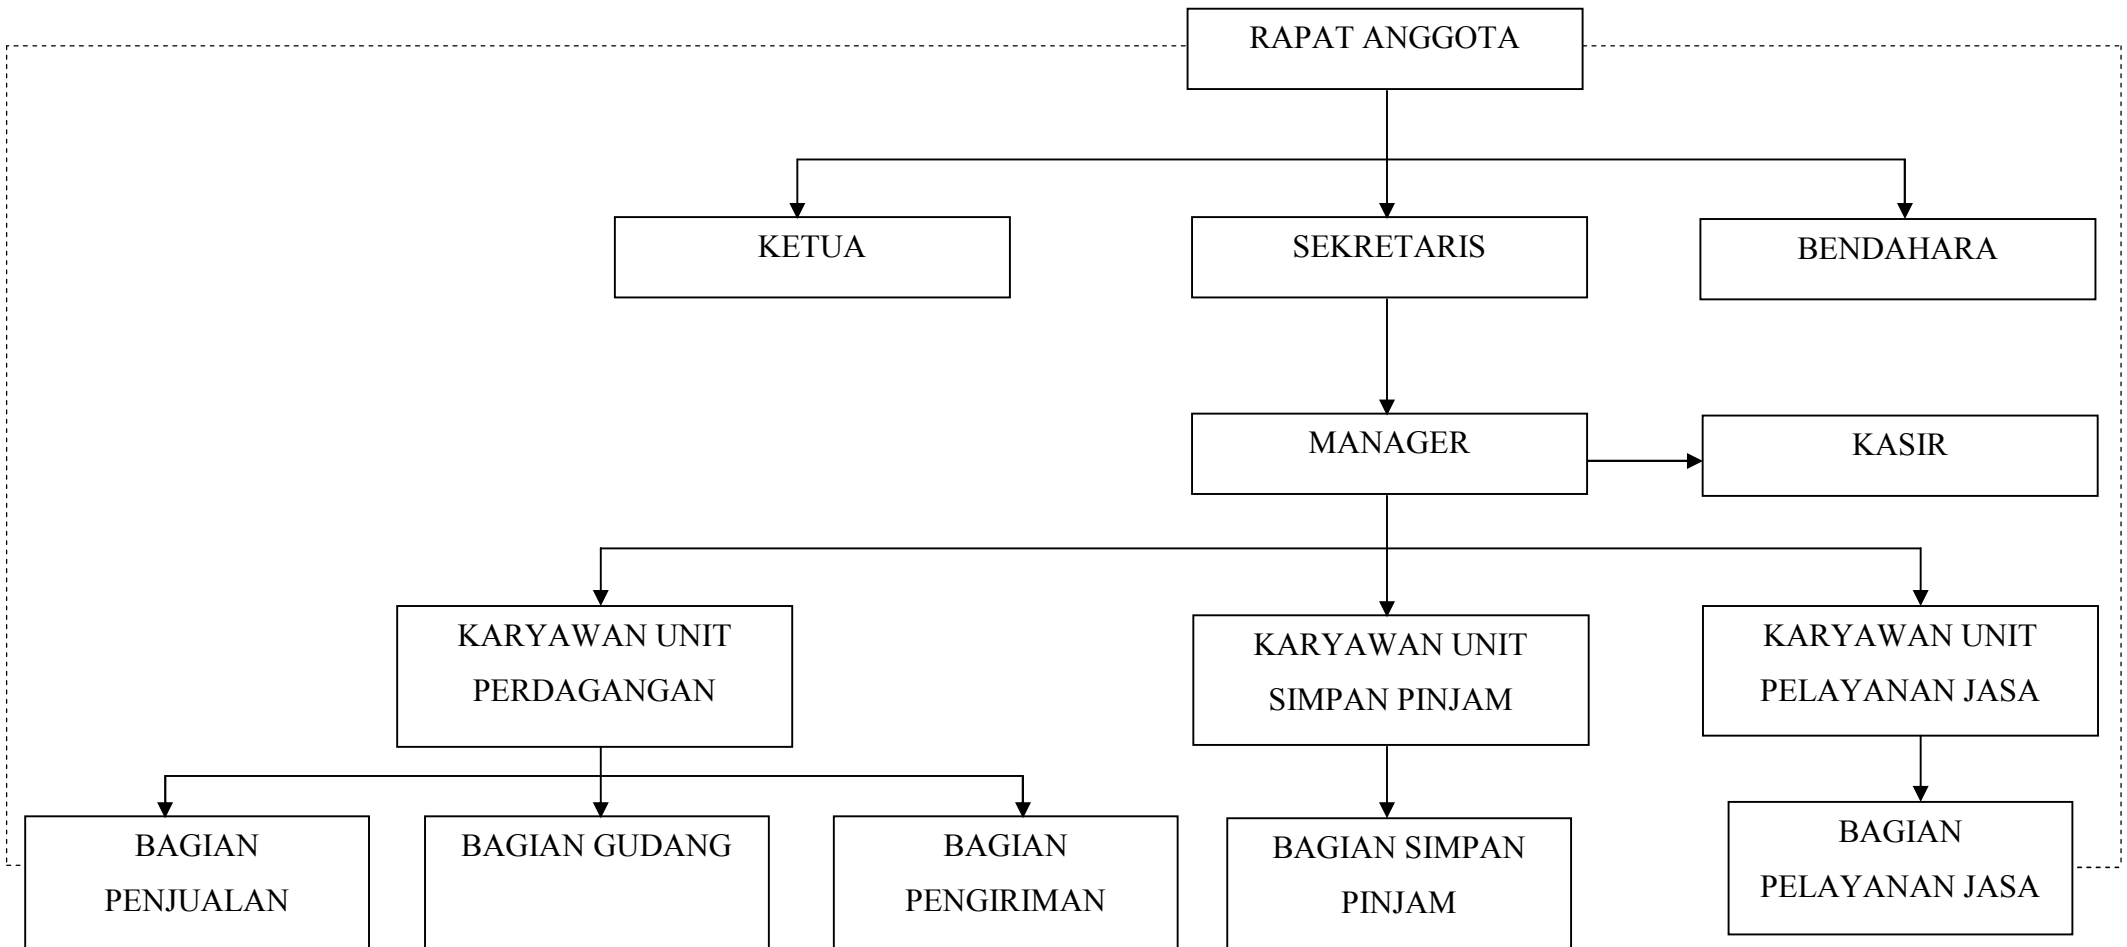 RAPAT ANGGOTA
KETUA
SEKRETARIS
BENDAHARA
MANAGER
KASIR
KARYAWAN UNIT
PERDAGANGAN
KARYAWAN UNIT
SIMPAN PINJAM
KARYAWAN UNIT
PELAYANAN JASA
BAGIAN
PENJUALAN
BAGIAN GUDANG
BAGIAN
PENGIRIMAN
BAGIAN SIMPAN
PINJAM
BAGIAN
PELAYANAN JASA